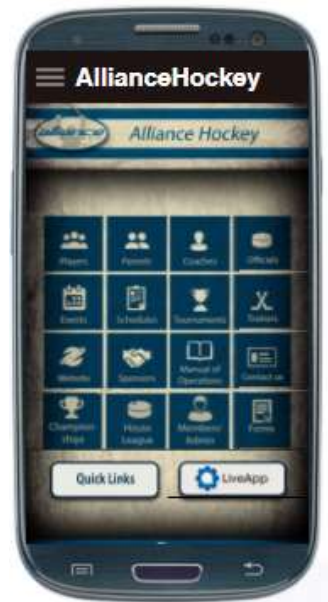 AllianceHockey
alliance
Alliance Hockey
Players
Parents
Coaches
Officials
Events
Schedules
Tournaments
Trainers
Website
Sponsors
Manual of
Operations
Contact us
Champion
ships
House
League
Members/
Admin
Forms
Quick Links
LiveApp